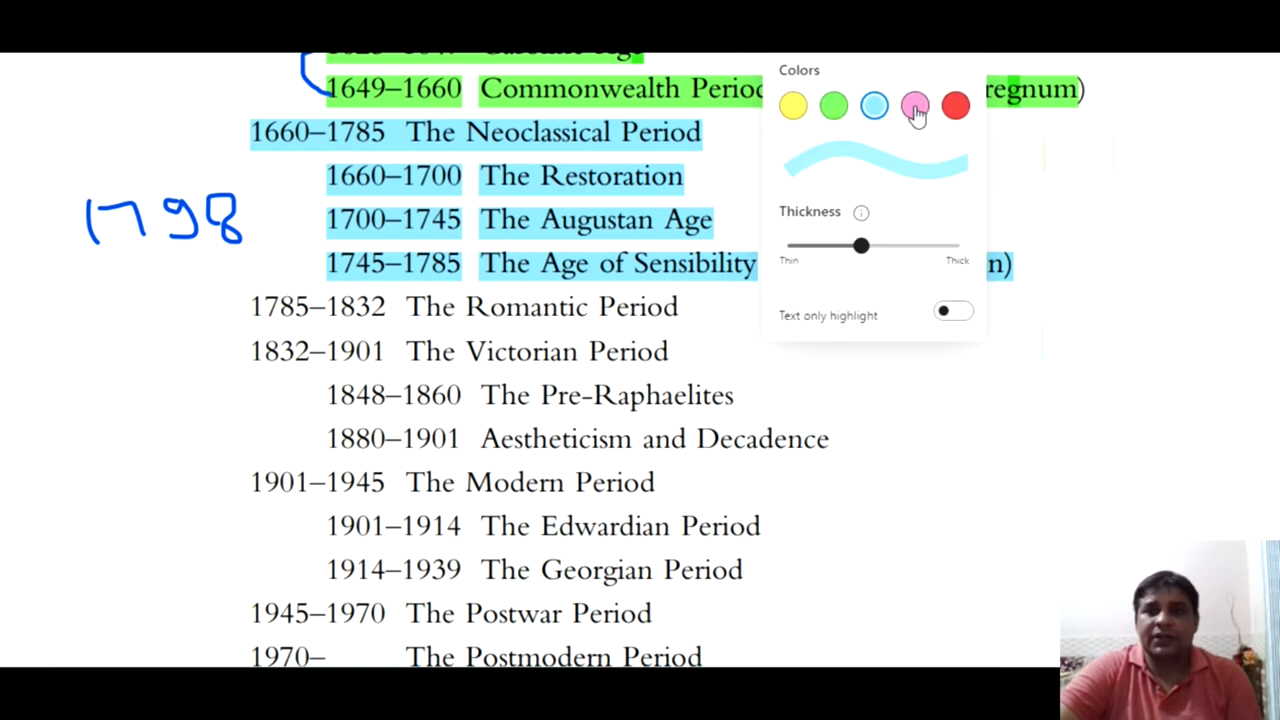 1649–1660 Commonwealth Perio regnum)
Colors
1660–1785 The Neoclassical Period
1660–1700 The Restoration
1798
Thickness
1700–1745 The Augustan Age
Thin Thick
1745–1785 The Age of Sensibility n)
Text only highlight
1785–1832 The Romantic Period
1832–1901 The Victorian Period
1848–1860 The Pre-Raphaelites
1880–1901 Aestheticism and Decadence
1901–1945 The Modern Period
1901–1914 The Edwardian Period
1914–1939 The Georgian Period
1945–1970 The Postwar Period
1970– The Postmodern Period